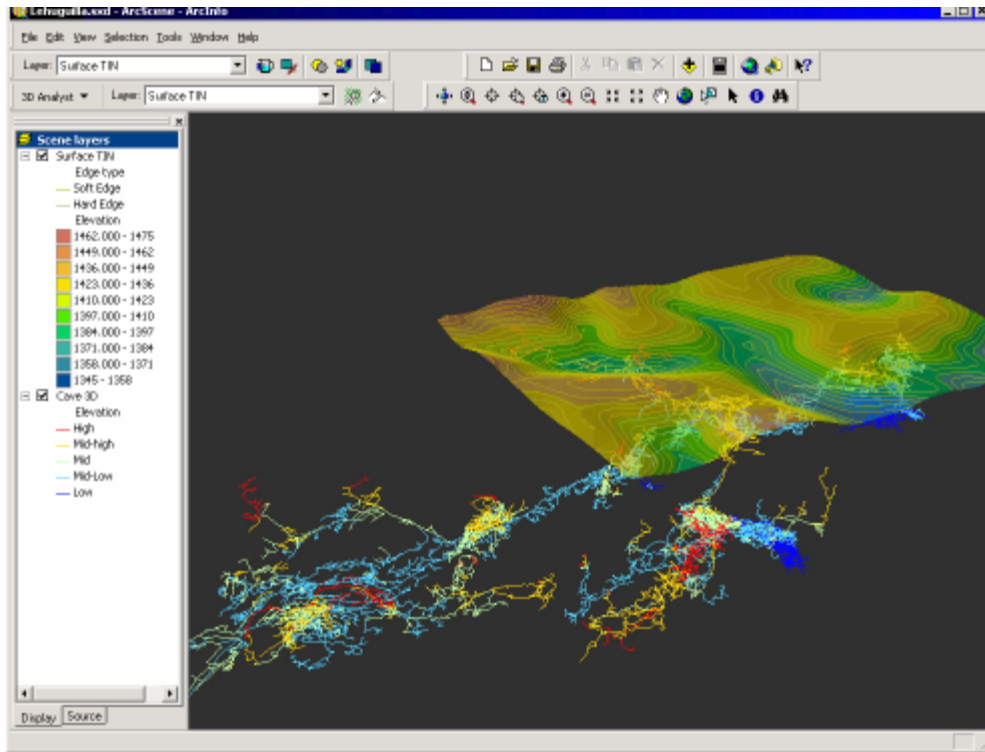 Lehuguilla.sxd - ArcScene - ArcInfo
File Edit View Selection Tools Window Help
Layer: Surface TIN
3D Analyst Layer: Surface TIN
Scene layers
Surface TIN
Edge type
Soft Edge
Hard Edge
Elevation
1462.000 - 1475
1449.000 - 1462
1436.000 - 1449
1423.000 - 1436
1410.000 - 1423
1397.000 - 1410
1384.000 - 1397
1371.000 - 1384
1358.000 - 1371
1345 - 1358
Cave 3D
Elevation
High
Mid-high
Mid
Mid-Low
Low
Display Source